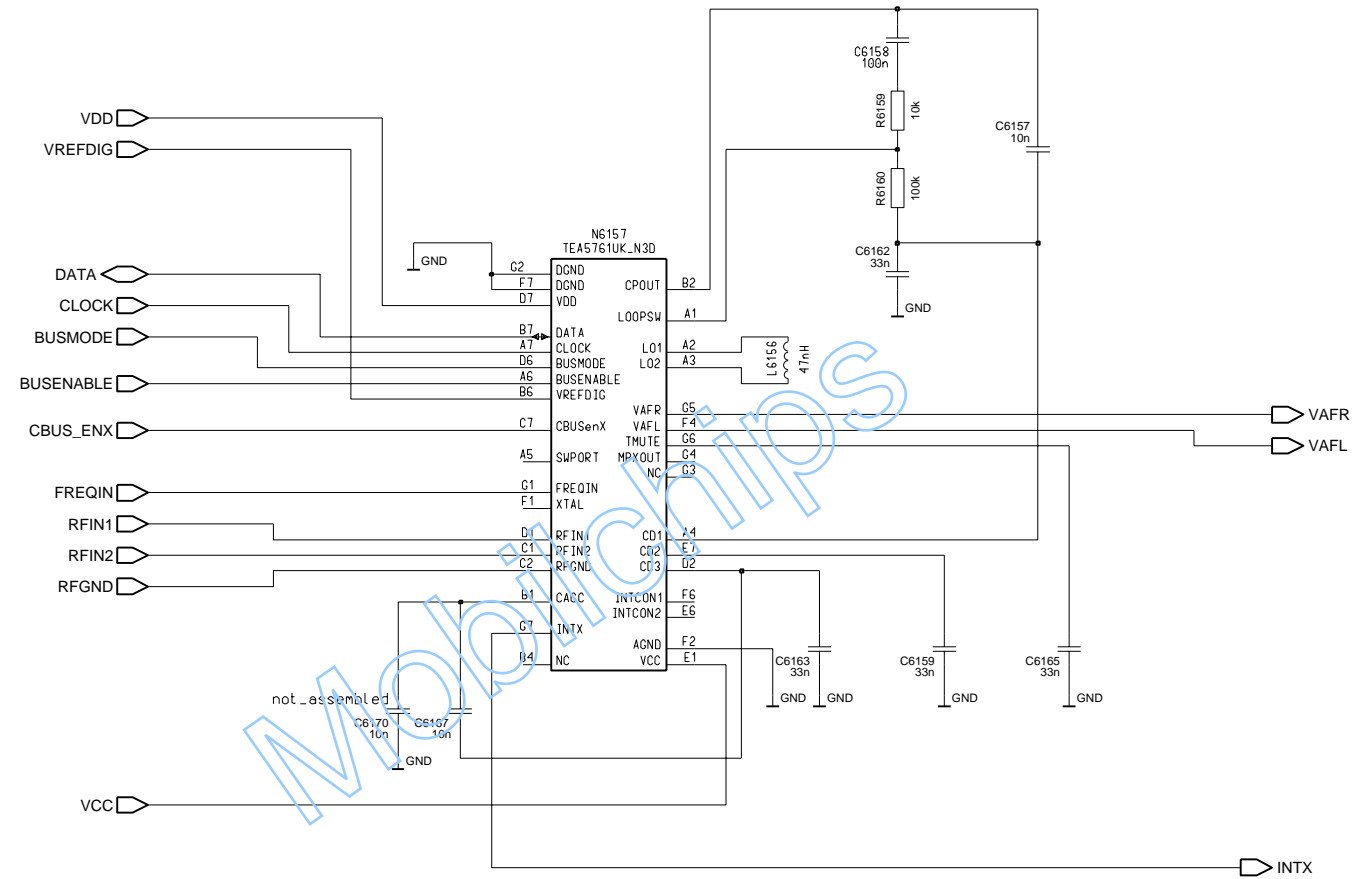 C6158
100n
R6159
10k
C6157
10n
R6160
100k
C6162
33n
GND
VDD
VREFDIG
DATA
CLOCK
BUSMODE
BUSENABLE
CBUS_ENX
FREQIN
RFIN1
RFIN2
RFGND
VCC
GND
N6157
TEA5761UK_N3D
G2 DGND
F7 DGND
D7 VDD
B7 DATA
A7 CLOCK
D6 BUSMODE
A6 BUSENABLE
B6 VREFDIG
C7 CBUSenX
A5 SWPORT
G1 FREQIN
F1 XTAL
D1 RFIN1
C1 RFIN2
C2 RFGND
B1 CAGC
G7 INTX
B4 NC
CPOUT B2
LOOPSW A1
LO1 A2
LO2 A3
L6156
47nH
VAFR G5
VAFL F4
TMUTE G6
MPXOUT G4
NC G3
CD1 A4
CD2 E7
CD3 D2
INTCON1 F6
INTCON2 E6
AGND F2
VCC E1
VAFR
VAFL
C6163
33n
GND
GND
C6159
33n
GND
C6165
33n
GND
not_assembled
C6170
10n
GND
C6167
10n
INTX
Mobilchips